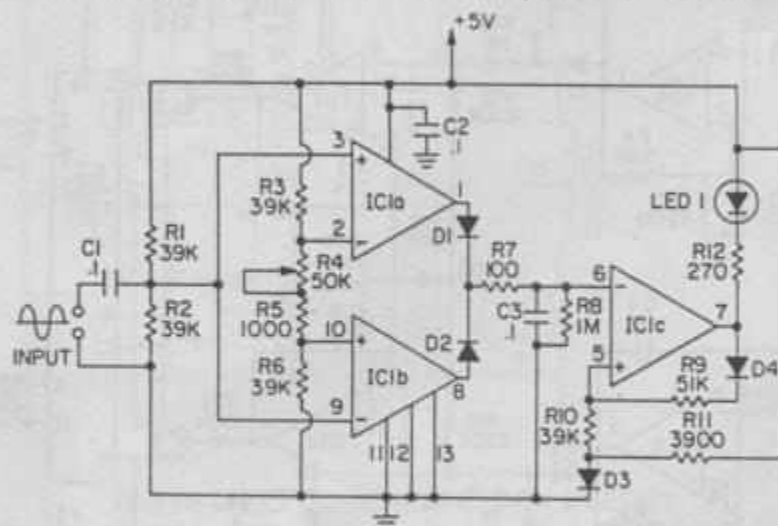 +5V
3
C2
.1
R3
39K
IC1a
1
LED 1
2
D1
C1
.1
R1
39K
R4
50K
R7
100
R12
270
R2
39K
R5
1000
6
C3
.1
R8
1M
7
INPUT
10
D2
IC1c
R6
39K
IC1b
5
R9
51K
D4
8
9
R10
39K
R11
3900
11 12
13
D3
+
-
+
-
-
+